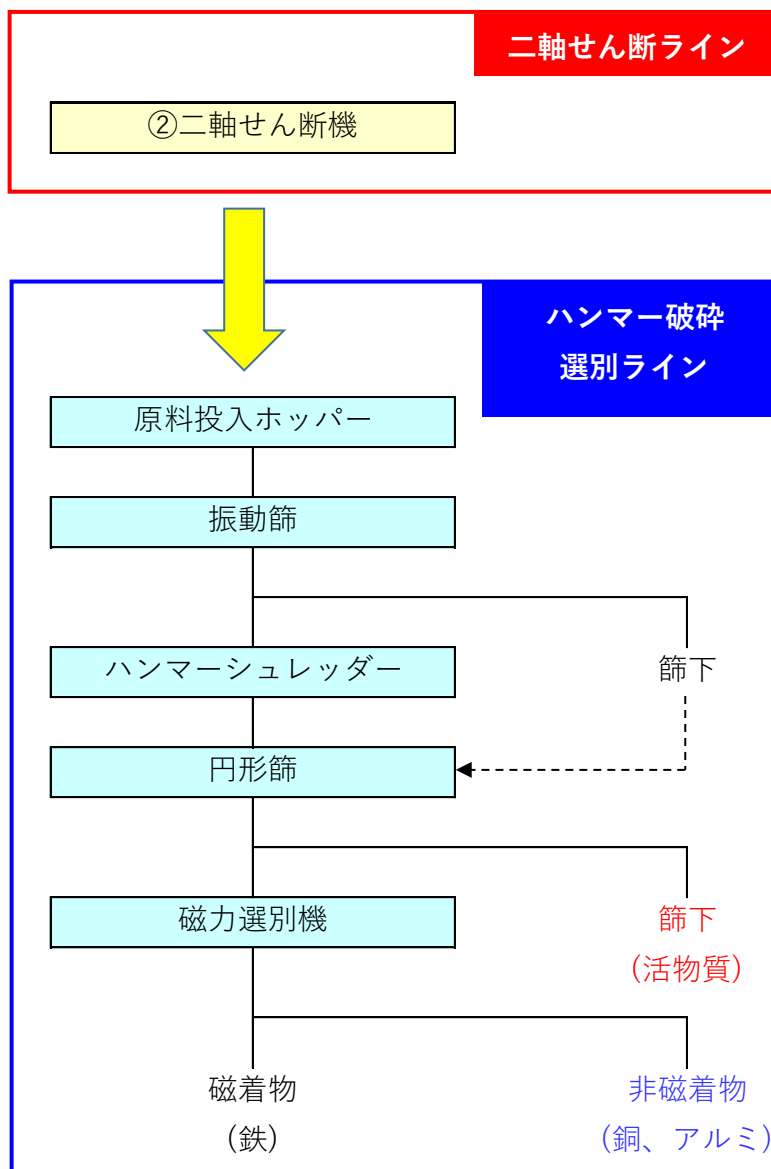 二軸せん断ライン
②二軸せん断機
ハンマー破砕
選別ライン
原料投入ホッパー
振動篩
ハンマーシュレッダー
篩下
円形篩
磁力選別機
篩下
(活物質)
磁着物
(鉄)
非磁着物
(銅、アルミ)